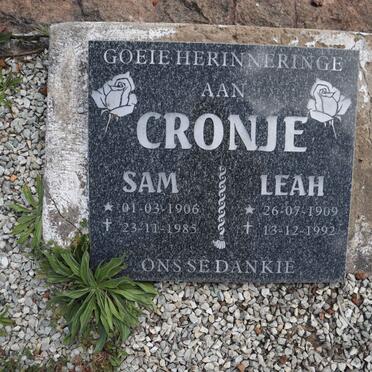 GOEIE HERINNERINGE
AAN
CRONJE
SAM LEAH
★ 01-03-1906 ★ 26-07-1909
✝ 23-11-1985 ✝ 13-12-1992
ONS SÊ DANKIE